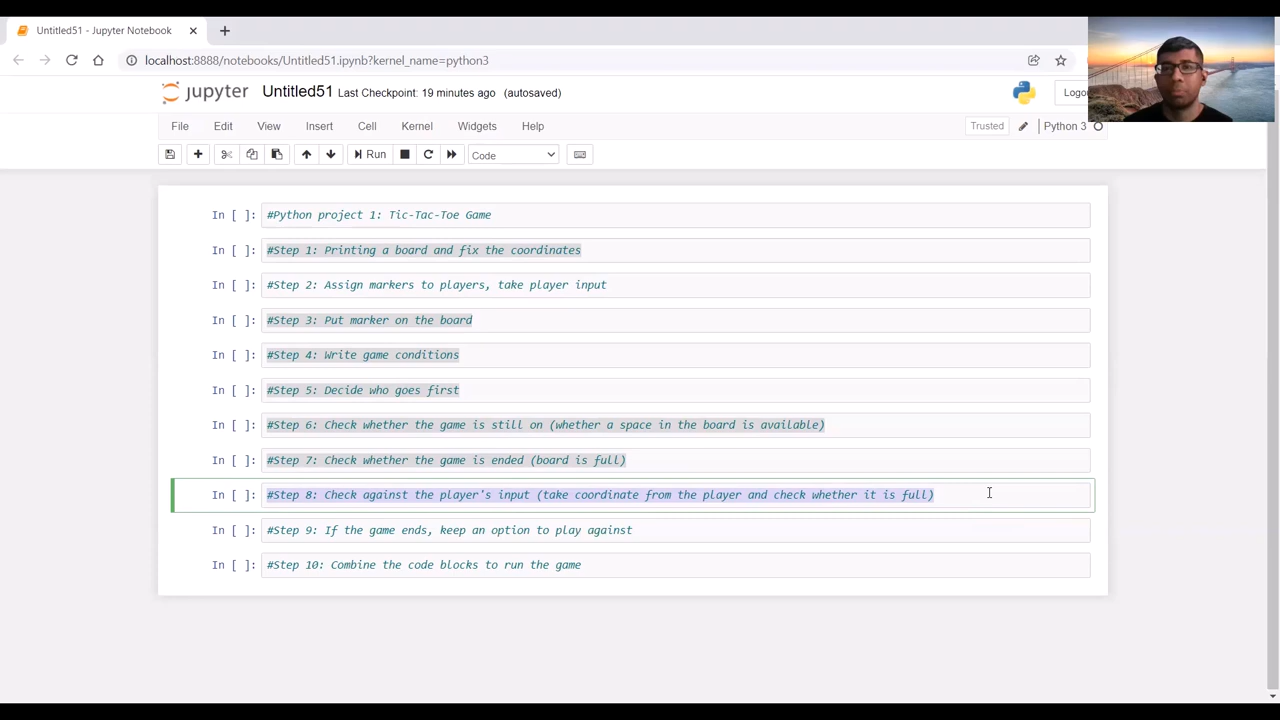 Untitled51 - Jupyter Notebook
localhost:8888/notebooks/Untitled51.ipynb?kernel_name=python3
jupyter Untitled51 Last Checkpoint: 19 minutes ago (autosaved)
File Edit View Insert Cell Kernel Widgets Help Trusted Python 3
Run Code
In [ ]: #Python project 1: Tic-Tac-Toe Game
In [ ]: #Step 1: Printing a board and fix the coordinates
In [ ]: #Step 2: Assign markers to players, take player input
In [ ]: #Step 3: Put marker on the board
In [ ]: #Step 4: Write game conditions
In [ ]: #Step 5: Decide who goes first
In [ ]: #Step 6: Check whether the game is still on (whether a space in the board is available)
In [ ]: #Step 7: Check whether the game is ended (board is full)
In [ ]: #Step 8: Check against the player's input (take coordinate from the player and check whether it is full)
In [ ]: #Step 9: If the game ends, keep an option to play against
In [ ]: #Step 10: Combine the code blocks to run the game